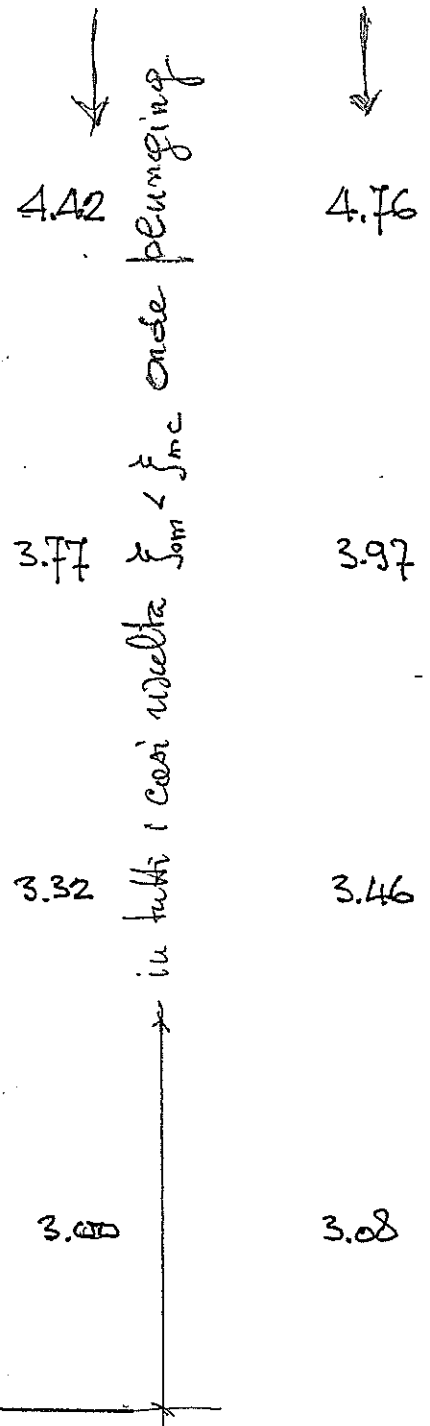 4.42 4.76
3.77 3.97
3.32 3.46
3. 3.08
in tutti i casi risulta ξom < ξmc onde plunging